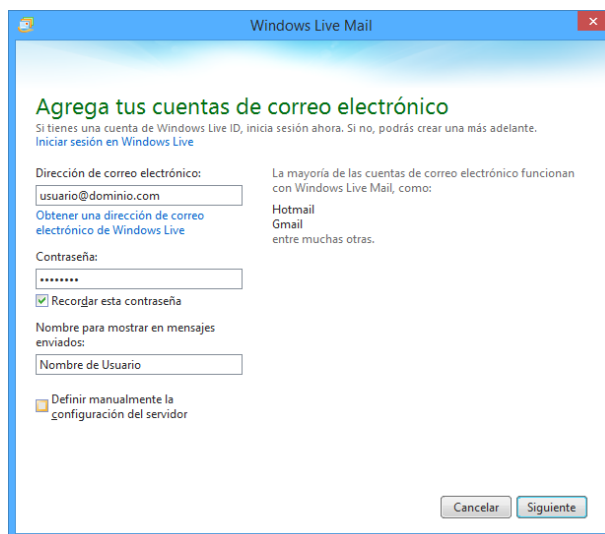 Windows Live Mail
Agrega tus cuentas de correo electrónico
Si tienes una cuenta de Windows Live ID, inicia sesión ahora. Si no, podrás crear una más adelante.
Iniciar sesión en Windows Live
Dirección de correo electrónico:
usuario@dominio.com
Obtener una dirección de correo
electrónico de Windows Live
Contraseña:
••••••••
Recordar esta contraseña
Nombre para mostrar en mensajes
enviados:
Nombre de Usuario
Definir manualmente la
configuración del servidor
La mayoría de las cuentas de correo electrónico funcionan
con Windows Live Mail, como:
Hotmail
Gmail
entre muchas otras.
Cancelar
Siguiente